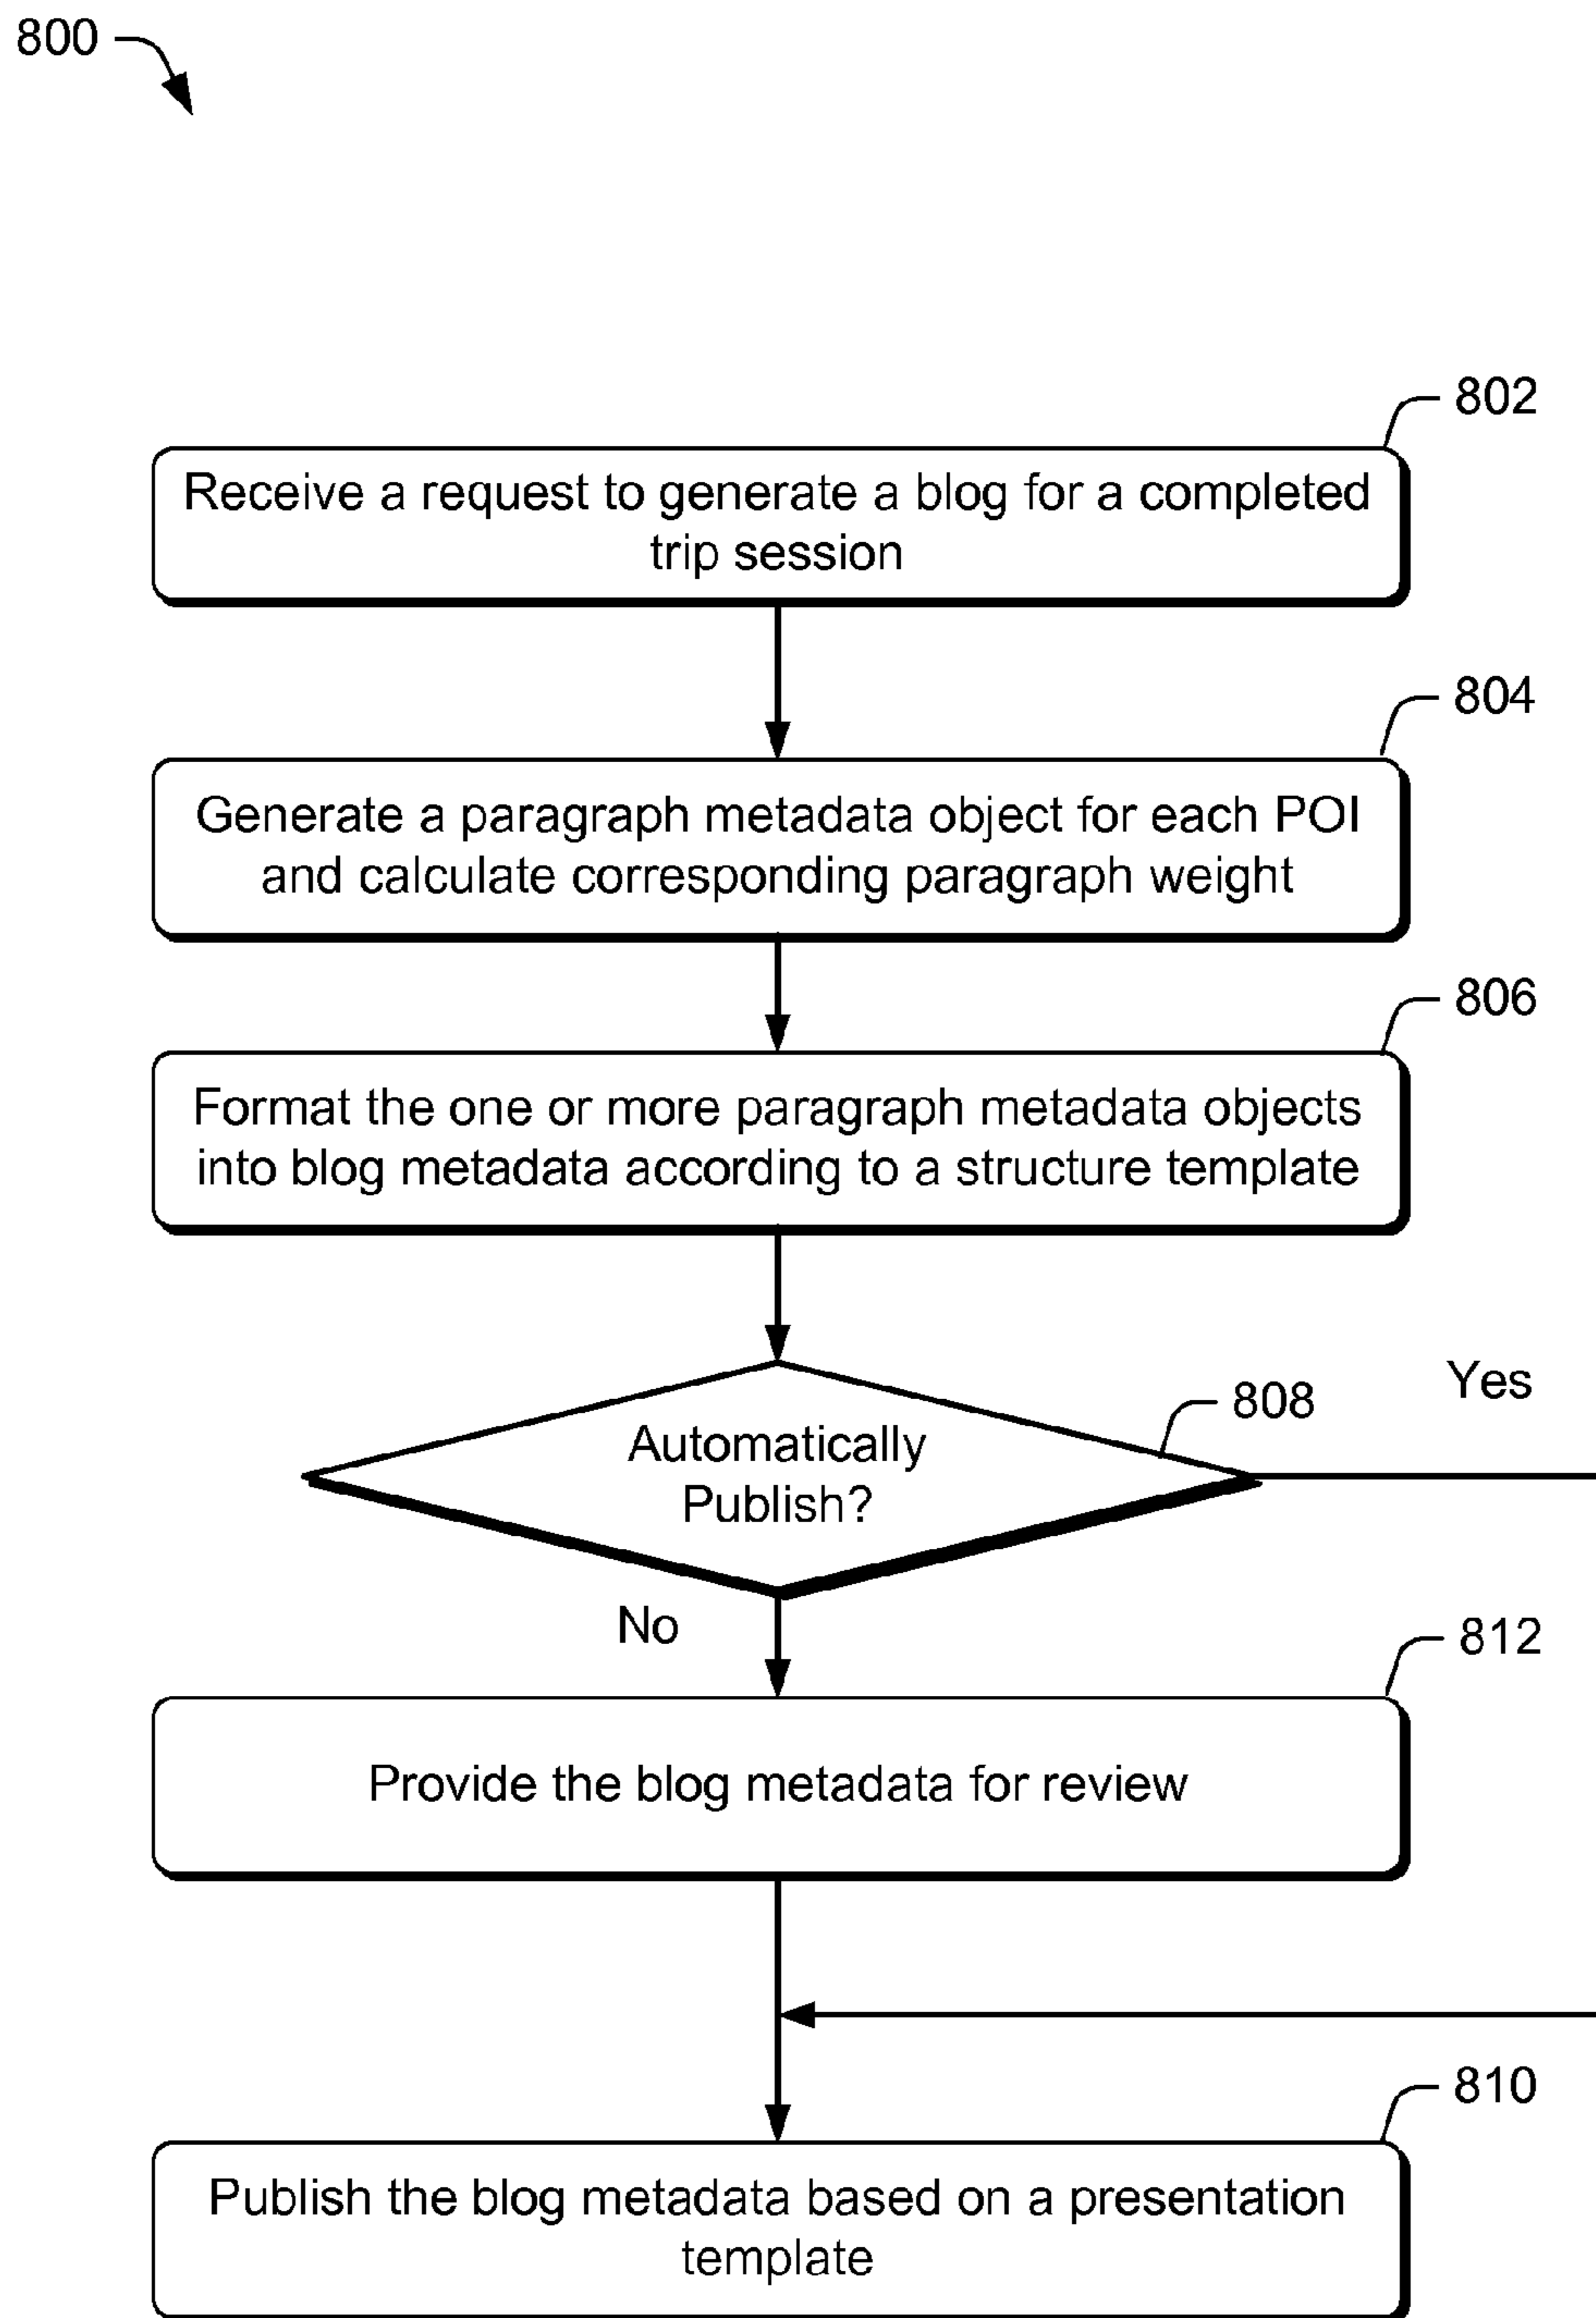 800
802
Receive a request to generate a blog for a completed
trip session
804
Generate a paragraph metadata object for each POI
and calculate corresponding paragraph weight
806
Format the one or more paragraph metadata objects
into blog metadata according to a structure template
Yes
808
Automatically
Publish?
No
812
Provide the blog metadata for review
810
Publish the blog metadata based on a presentation
template